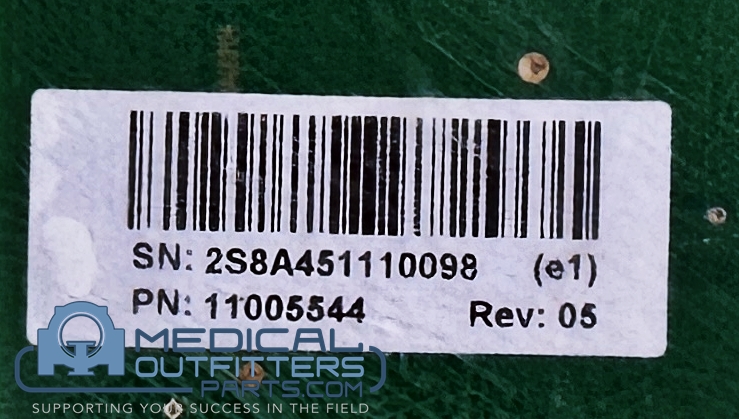 SN: 2S8A451110098 (e1)
PN: 11005544 Rev: 05
MEDICAL
OUTFITTERS
PARTS.COM
SUPPORTING YOUR SUCCESS IN THE FIELD